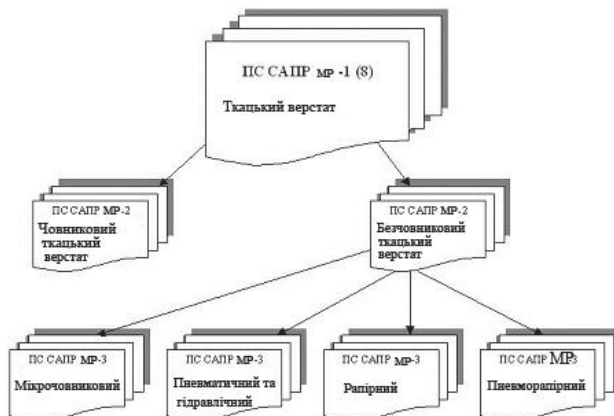 ПС САПР МР -1 (8)
Ткацький верстат
ПС САПР МР-2
Човниковий
ткацький
верстат
ПС САПР МР-2
Безчовниковий
ткацький
верстат
ПС САПР МР-3
Мікрочовниковий
ПС САПР МР-3
Пневматичний та
гідравлічний
ПС САПР МР-3
Рапірний
ПС САПР МР3
Пневморапірний